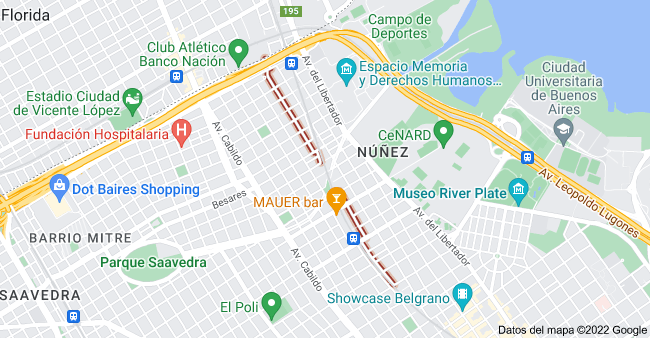 Florida
195
Campo de
Deportes
Club Atlético
Banco Nación
Av. del Libertador
Espacio Memoria
y Derechos Humanos...
Ciudad
Universitaria
de Buenos
Aires
Estadio Ciudad
de Vicente López
Fundación Hospitalaria
H
Av. Cabildo
CeNARD
NÚÑEZ
Av. Leopoldo Lugones
Dot Baires Shopping
Besares
MAUER bar
Museo River Plate
Av. del Libertador
BARRIO MITRE
Parque Saavedra
Av. Cabildo
SAAVEDRA
El Poli
Showcase Belgrano
Datos del mapa ©2022 Google